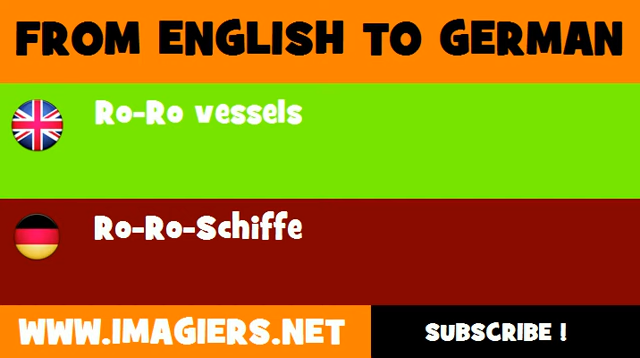 FROM ENGLISH TO GERMAN
Ro-Ro vessels
Ro-Ro-Schiffe
WWW.IMAGIERS.NET
SUBSCRIBE !